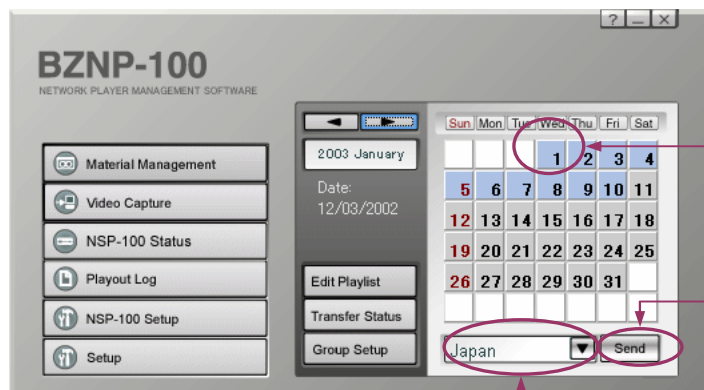 ? _ X
BZNP-100
NETWORK PLAYER MANAGEMENT SOFTWARE
Material Management
Video Capture
NSP-100 Status
Playout Log
NSP-100 Setup
Setup
2003 January
Date:
12/03/2002
Edit Playlist
Transfer Status
Group Setup
Sun Mon Tue Wed Thu Fri Sat
1 2 3 4
5 6 7 8 9 10 11
12 13 14 15 16 17 18
19 20 21 22 23 24 25
26 27 28 29 30 31
Japan Send